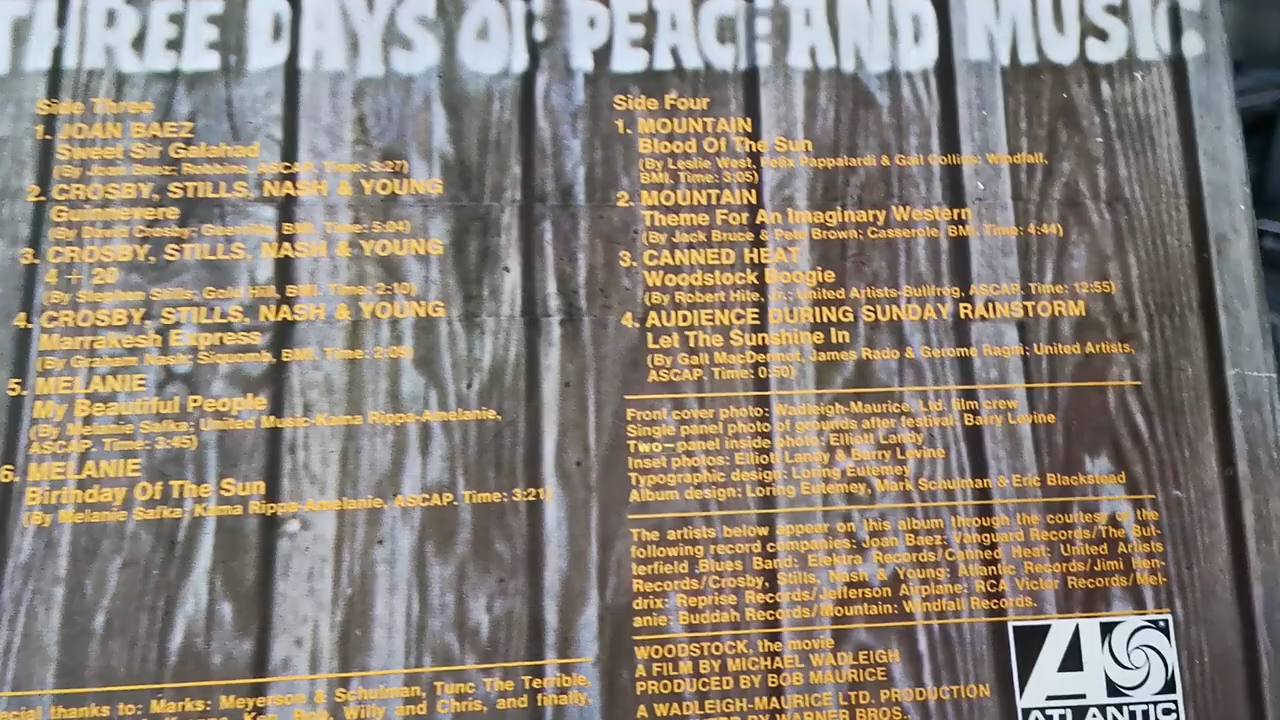 THREE DAYS OF PEACE AND MUSIC
Side Three
1. JOAN BAEZ
Sweet Sir Galahad
(By Joan Baez; Robbins, ASCAP. Time: 3:27)
2. CROSBY, STILLS, NASH & YOUNG
Guinnevere
(By David Crosby; Guerilla, BMI. Time: 5:04)
3. CROSBY, STILLS, NASH & YOUNG
4 + 20
(By Stephen Stills; Gold Hill, BMI. Time: 2:10)
4. CROSBY, STILLS, NASH & YOUNG
Marrakesh Express
(By Graham Nash; Siquomb, BMI. Time: 2:09)
5. MELANIE
My Beautiful People
(By Melanie Safka; United Music-Kama Rippa-Amelanie,
ASCAP. Time: 3:45)
6. MELANIE
Birthday Of The Sun
(By Melanie Safka; Kama Rippa-Amelanie, ASCAP. Time: 3:21)
thanks to: Marks: Meyerson & Schulman, Tunc The Terrible,
Ken, Bob, Willy and Chris, and finally,
Side Four
1. MOUNTAIN
Blood Of The Sun
(By Leslie West, Felix Pappalardi & Gail Collins; Windfall,
BMI. Time: 3:05)
2. MOUNTAIN
Theme For An Imaginary Western
(By Jack Bruce & Pete Brown; Casserole, BMI. Time: 4:44)
3. CANNED HEAT
Woodstock Boogie
(By Robert Hite, Jr.; United Artists-Bullfrog, ASCAP. Time: 12:55)
4. AUDIENCE DURING SUNDAY RAINSTORM
Let The Sunshine In
(By Galt MacDermot, James Rado & Gerome Ragni; United Artists,
ASCAP. Time: 0:50)
Front cover photo: Wadleigh-Maurice, Ltd. film crew
Single panel photo of grounds after festival: Barry Levine
Two-panel inside photo: Elliott Landy
Inset photos: Elliott Landy & Barry Levine
Typographic design: Loring Eutemey
Album design: Loring Eutemey, Mark Schulman & Eric Blackstead
The artists below appear on this album through the courtesy of the
following record companies: Joan Baez: Vanguard Records/The But-
terfield Blues Band: Elektra Records/Canned Heat: United Artists
Records/Crosby, Stills, Nash & Young: Atlantic Records/Jimi Hen-
drix: Reprise Records/Jefferson Airplane: RCA Victor Records/Mel-
anie: Buddah Records/Mountain: Windfall Records.
WOODSTOCK, the movie
A FILM BY MICHAEL WADLEIGH
PRODUCED BY BOB MAURICE
A WADLEIGH-MAURICE LTD. PRODUCTION
BY WARNER BROS.,
ATLANTIC